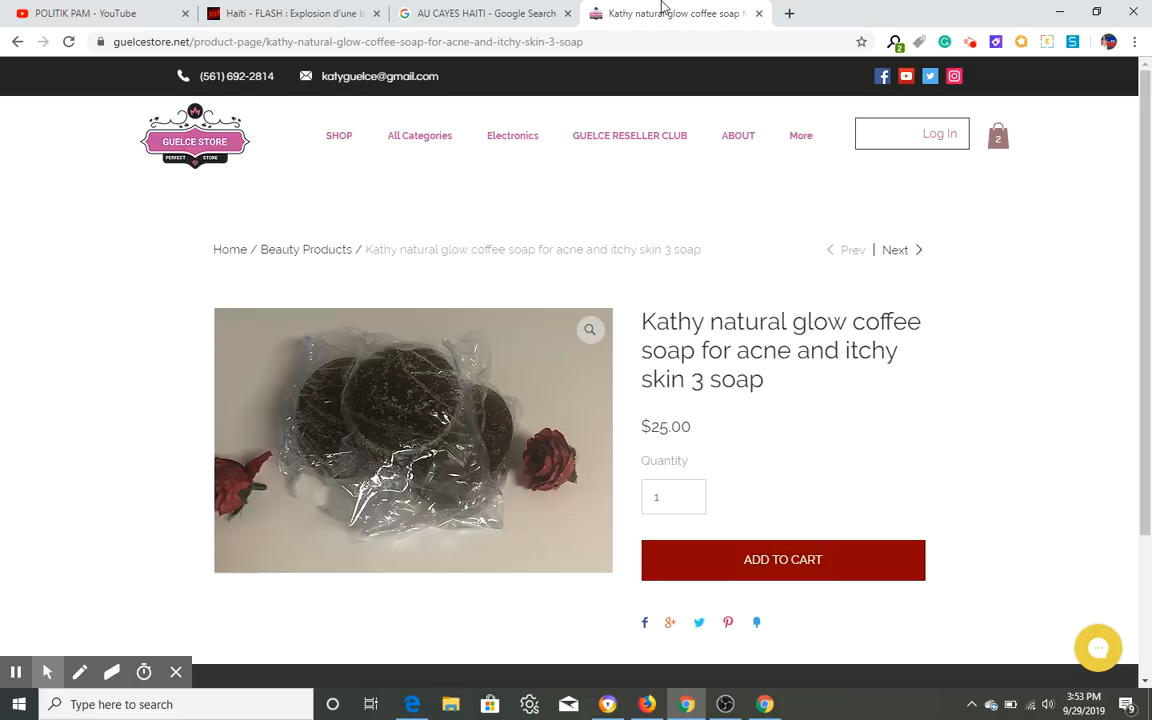 POLITIK PAM - YouTube
Haïti - FLASH : Explosion d'une b
AU CAYES HAITI - Google Search
Kathy natural glow coffee soap f
guelcestore.net/product-page/kathy-natural-glow-coffee-soap-for-acne-and-itchy-skin-3-soap
2
(561) 692-2814
katyguelce@gmail.com
GUELCE STORE
PERFECT STORE
SHOP
All Categories
Electronics
GUELCE RESELLER CLUB
ABOUT
More
Log In
2
Home / Beauty Products / Kathy natural glow coffee soap for acne and itchy skin 3 soap
Prev | Next
Kathy natural glow coffee
soap for acne and itchy
skin 3 soap
$25.00
Quantity
1
ADD TO CART
Type here to search
3:53 PM
9/29/2019
9